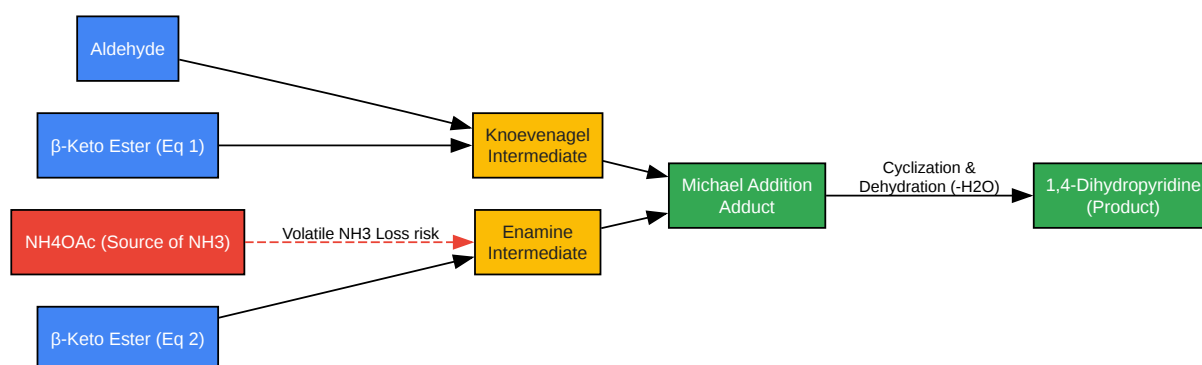 Aldehyde
β-Keto Ester (Eq 1)
Knoevenagel
Intermediate
NH4OAc (Source of NH3)
Volatile NH3 Loss risk
Enamine
Intermediate
β-Keto Ester (Eq 2)
Michael Addition
Adduct
Cyclization &
Dehydration (-H2O)
1,4-Dihydropyridine
(Product)